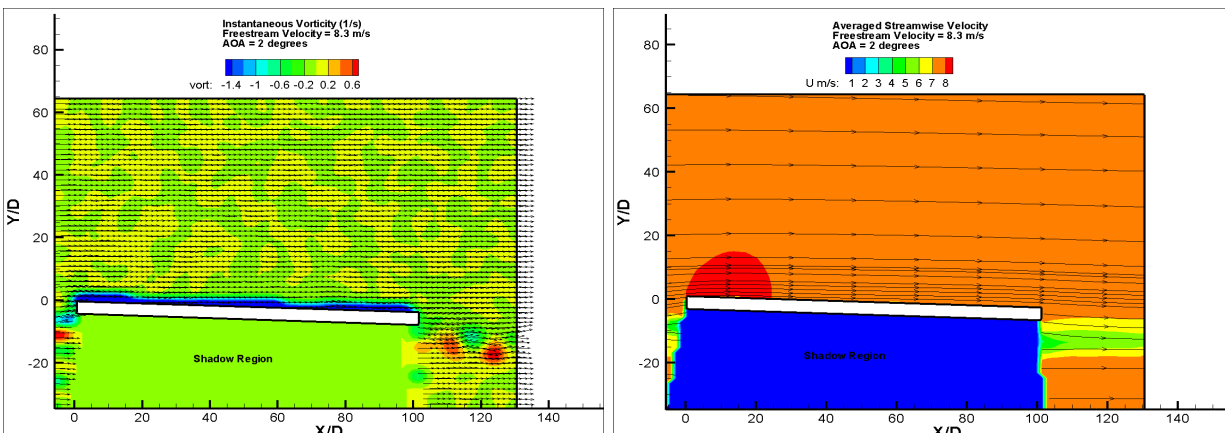 Instantaneous Vorticity (1/s)
Freestream Velocity = 8.3 m/s
AOA = 2 degrees
vort: -1.4 -1 -0.6 -0.2 0.2 0.6
80
60
40
20
0
-20
Y/D
Shadow Region
0 20 40 60 80 100 120 140
X/D
Averaged Streamwise Velocity
Freestream Velocity = 8.3 m/s
AOA = 2 degrees
U m/s: 1 2 3 4 5 6 7 8
80
60
40
20
0
-20
Y/D
Shadow Region
0 20 40 60 80 100 120 140
X/D